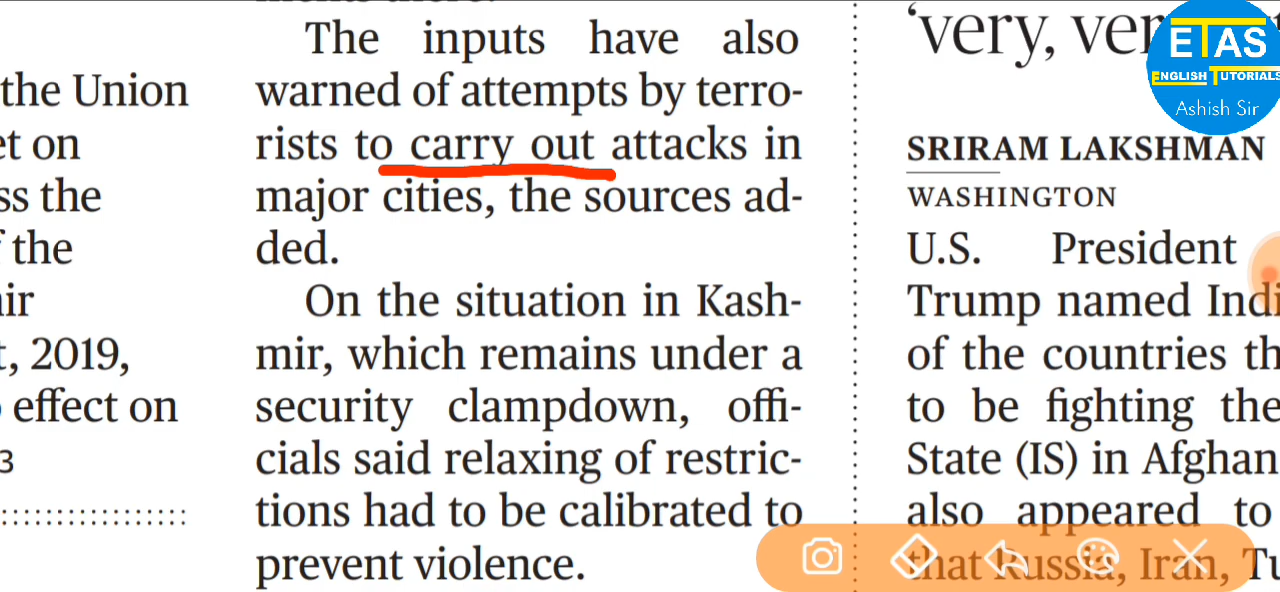 the Union
et on
ss the
f the
ir
t, 2019,
effect on
3
The inputs have also
warned of attempts by terro-
rists to carry out attacks in
major cities, the sources ad-
ded.
On the situation in Kash-
mir, which remains under a
security clampdown, offi-
cials said relaxing of restric-
tions had to be calibrated to
prevent violence.
‘very, ver
SRIRAM LAKSHMAN
WASHINGTON
U.S. President
Trump named Indi
of the countries th
to be fighting the
State (IS) in Afghan
also appeared to
that Russia, Iran, Tu
ETAS
ENGLISH TUTORIALS
Ashish Sir